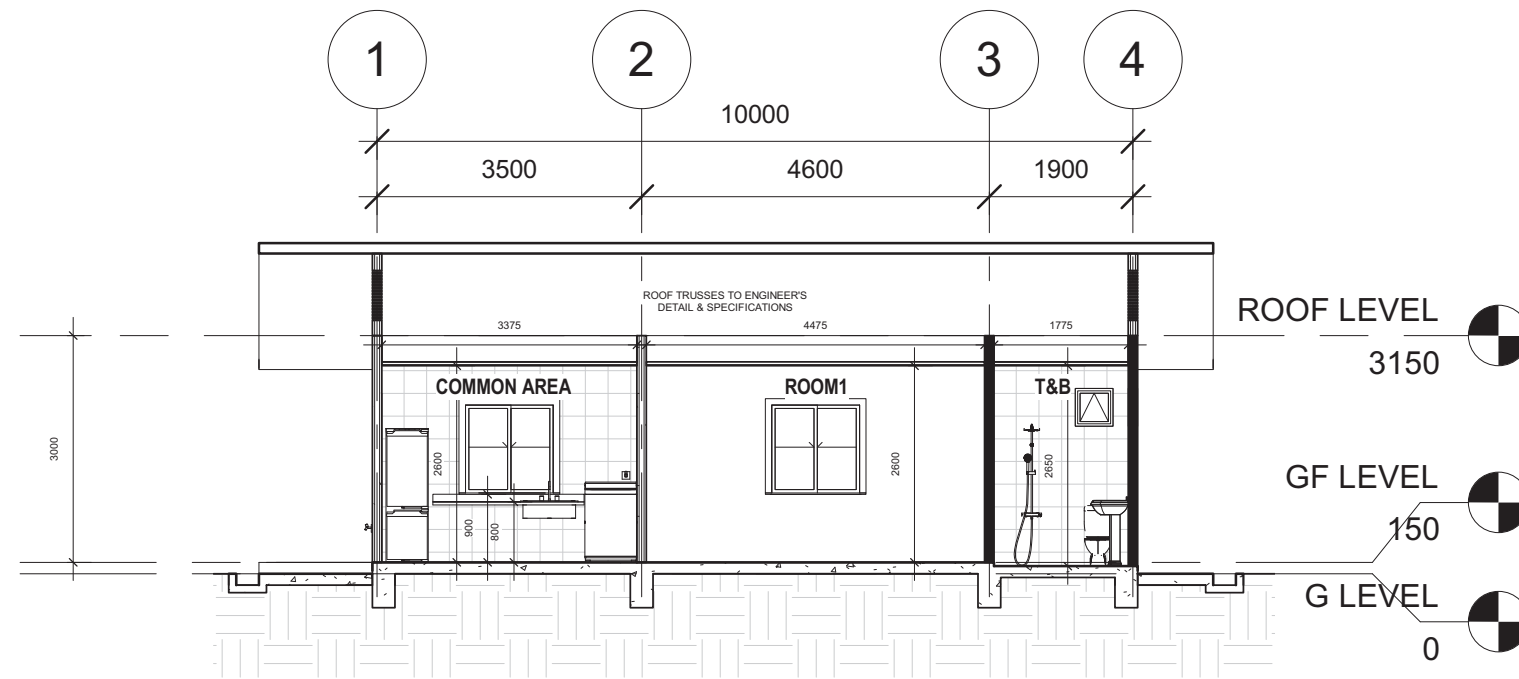 1
2
3
4
10000
3500
4600
1900
ROOF TRUSSES TO ENGINEER'S
DETAIL & SPECIFICATIONS
3375
4475
1775
ROOF LEVEL
3150
COMMON AREA
ROOM1
T&B
3000
2600
2600
2650
900
800
GF LEVEL
150
G LEVEL
0